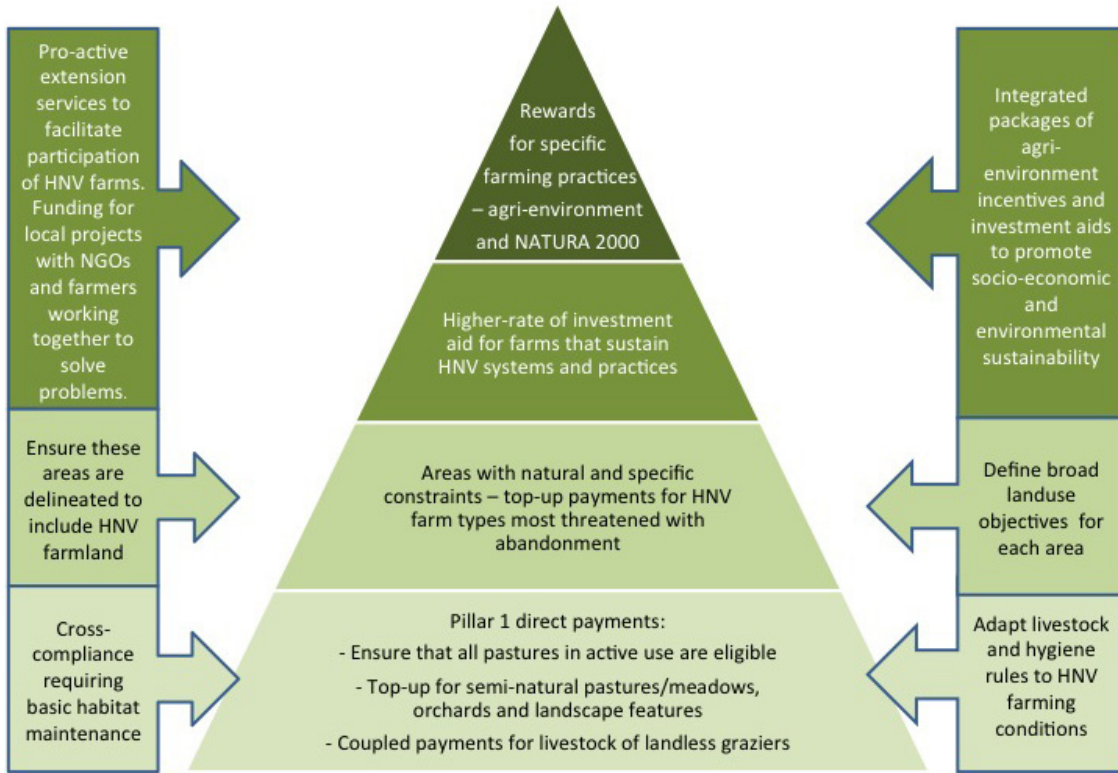 Pro-active
extension
services to
facilitate
participation
of HNV farms.
Funding for
local projects
with NGOs
and farmers
working
together to
solve
problems.
Ensure these
areas are
delineated to
include HNV
farmland
Cross-
compliance
requiring
basic habitat
maintenance
Rewards
for specific
farming practices
– agri-environment
and NATURA 2000
Higher-rate of investment
aid for farms that sustain
HNV systems and practices
Areas with natural and specific
constraints – top-up payments for HNV
farm types most threatened with
abandonment
Pillar 1 direct payments:
- Ensure that all pastures in active use are eligible
- Top-up for semi-natural pastures/meadows,
orchards and landscape features
- Coupled payments for livestock of landless graziers
Integrated
packages of
agri-
environment
incentives and
investment aids
to promote
socio-economic
and
environmental
sustainability
Define broad
landuse
objectives for
each area
Adapt livestock
and hygiene
rules to HNV
farming
conditions